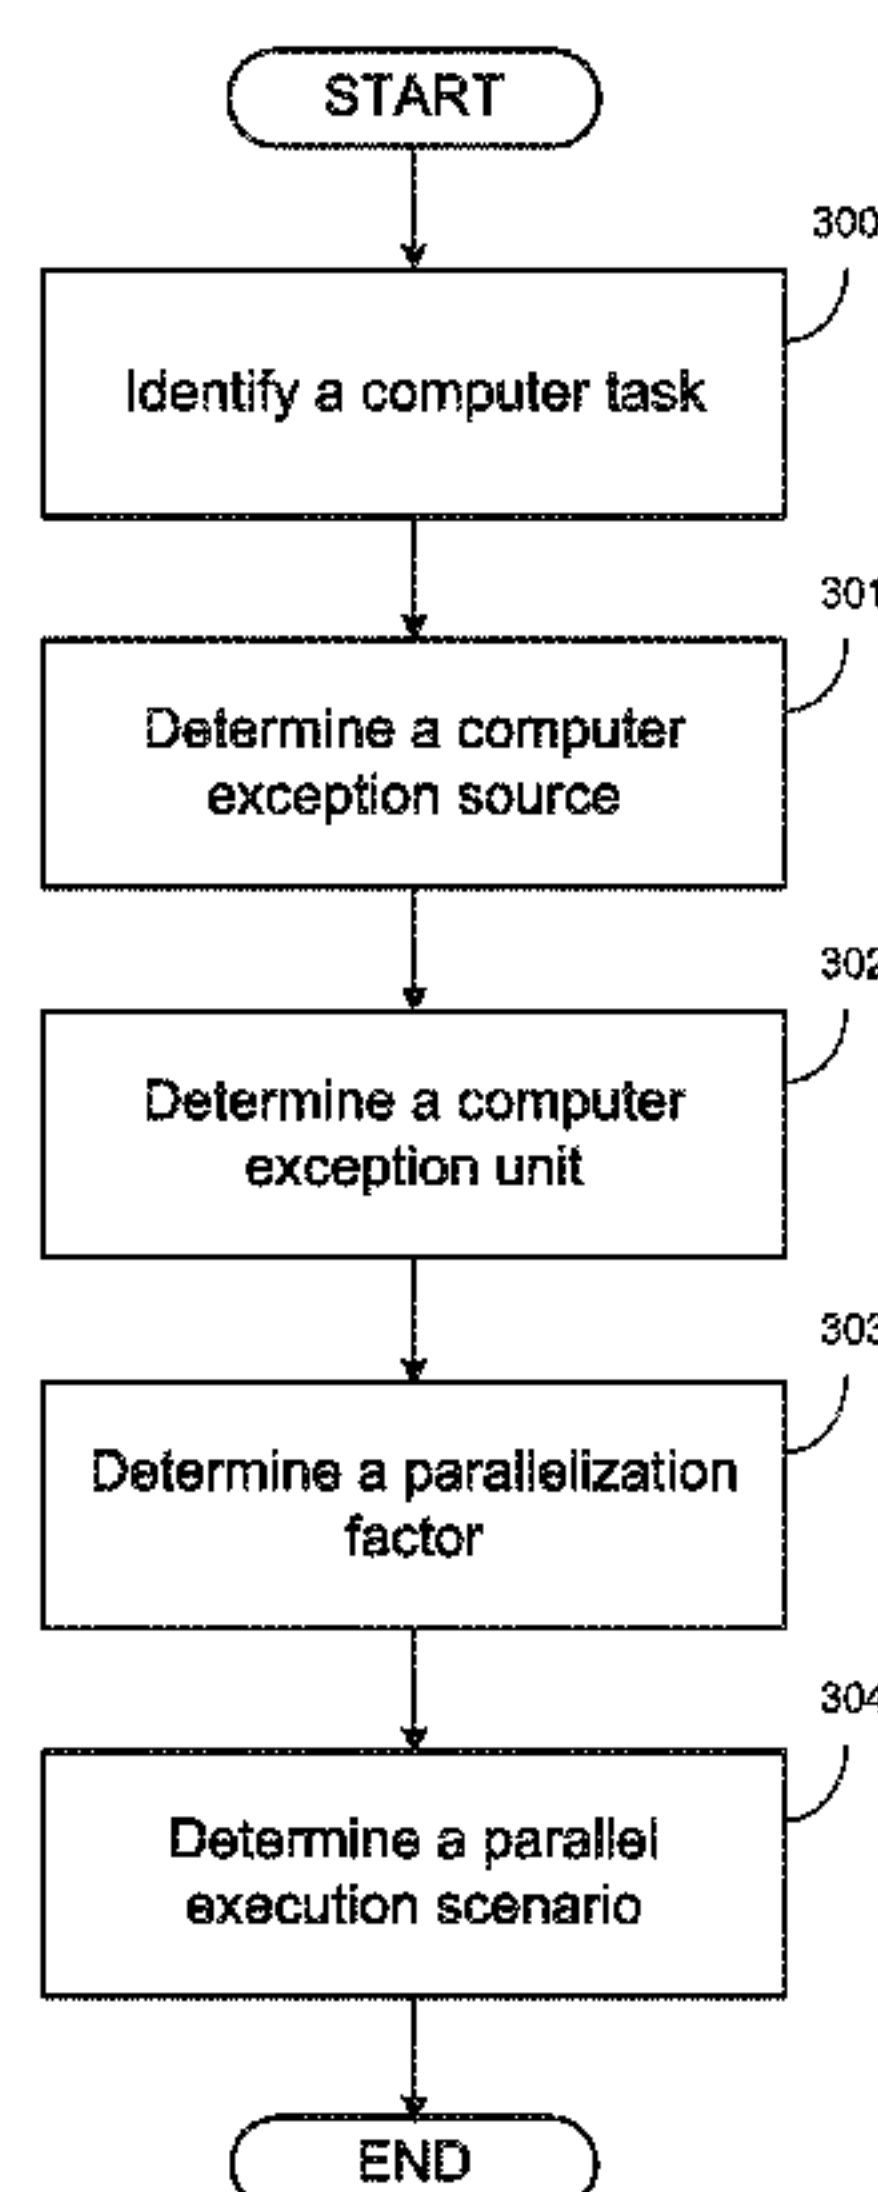 START
300
Identify a computer task
301
Determine a computer
exception source
302
Determine a computer
exception unit
303
Determine a parallelization
factor
304
Determine a parallel
execution scenario
END